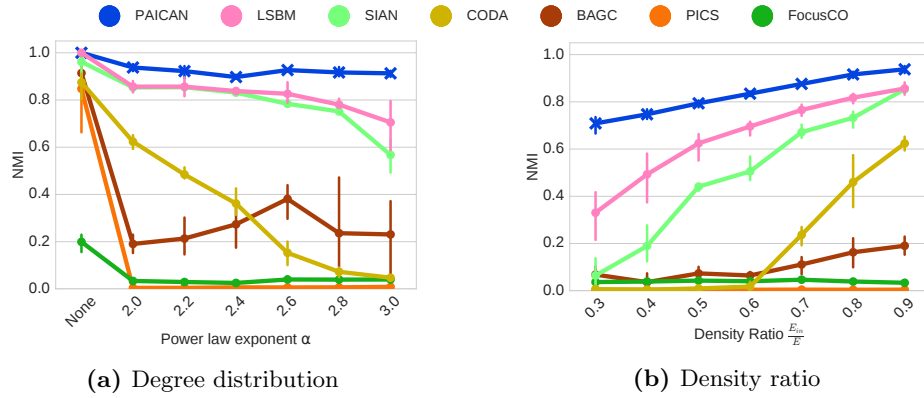 PAICAN LSBM SIAN CODA BAGC PICS FocusCO
1.0
0.8
0.6
0.4
0.2
0.0
NMI
None 2.0 2.2 2.4 2.6 2.8 3.0
Power law exponent α
(a) Degree distribution
1.0
0.8
0.6
0.4
0.2
0.0
NMI
0.3 0.4 0.5 0.6 0.7 0.8 0.9
Density Ratio E_in/E
(b) Density ratio